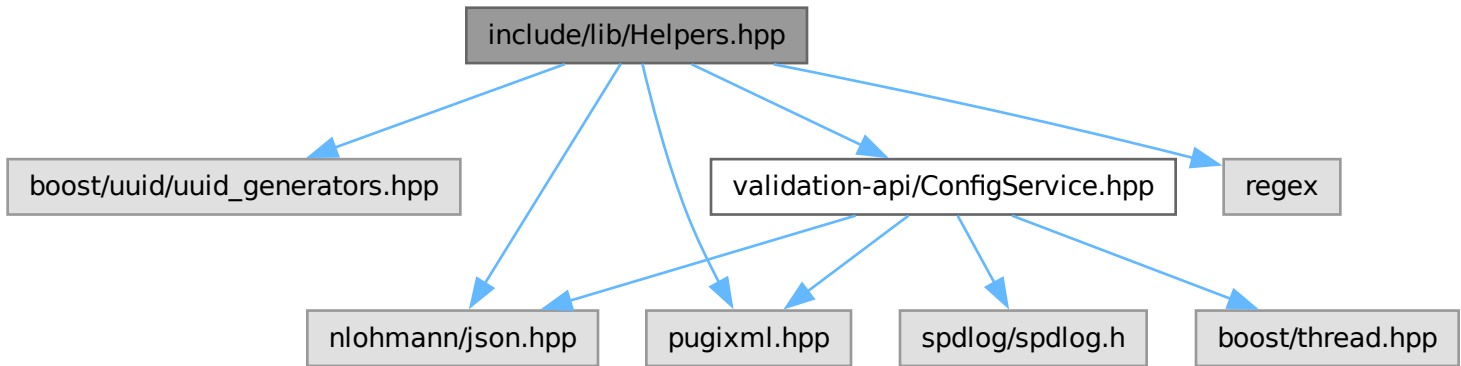 include/lib/Helpers.hpp
boost/uuid/uuid_generators.hpp
validation-api/ConfigService.hpp
regex
nlohmann/json.hpp
pugixml.hpp
spdlog/spdlog.h
boost/thread.hpp